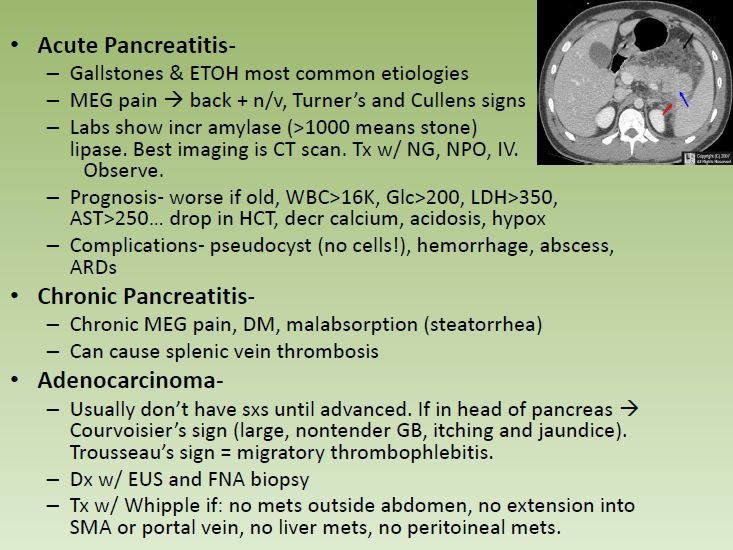 • Acute Pancreatitis-
– Gallstones & ETOH most common etiologies
– MEG pain → back + n/v, Turner's and Cullens signs
– Labs show incr amylase (>1000 means stone)
lipase. Best imaging is CT scan. Tx w/ NG, NPO, IV.
Observe.
– Prognosis- worse if old, WBC>16K, Glc>200, LDH>350,
AST>250… drop in HCT, decr calcium, acidosis, hypox
– Complications- pseudocyst (no cells!), hemorrhage, abscess,
ARDs
• Chronic Pancreatitis-
– Chronic MEG pain, DM, malabsorption (steatorrhea)
– Can cause splenic vein thrombosis
• Adenocarcinoma-
– Usually don't have sxs until advanced. If in head of pancreas →
Courvoisier's sign (large, nontender GB, itching and jaundice).
Trousseau's sign = migratory thrombophlebitis.
– Dx w/ EUS and FNA biopsy
– Tx w/ Whipple if: no mets outside abdomen, no extension into
SMA or portal vein, no liver mets, no peritoineal mets.
Copyright (C) 2007
All Rights Reserved